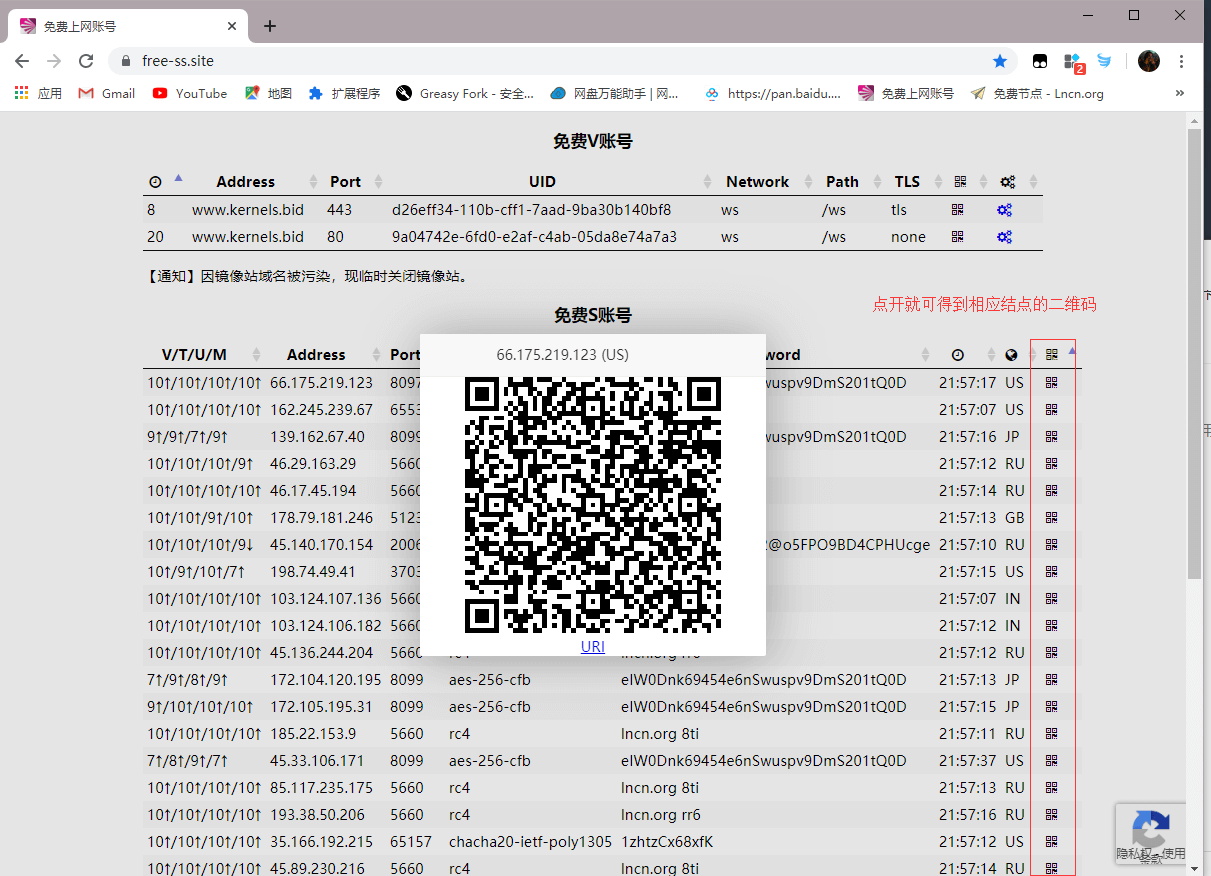 免费上网账号
free-ss.site
2
应用 Gmail YouTube 地图 扩展程序 Greasy Fork - 安全... 网盘万能助手 | 网... https://pan.baidu.... 免费上网账号 免费节点 - Lncn.org »
免费V账号
Address Port UID Network Path TLS
8 www.kernels.bid 443 d26eff34-110b-cff1-7aad-9ba30b140bf8 ws /ws tls
20 www.kernels.bid 80 9a04742e-6fd0-e2af-c4ab-05da8e74a7a3 ws /ws none
【通知】因镜像站域名被污染，现临时关闭镜像站。
点开就可得到相应结点的二维码
免费S账号
66.175.219.123 (US)
V/T/U/M Address Port word
10↑/10↑/10↑/10↑ 66.175.219.123 8097 wuspv9DmS201tQ0D 21:57:17 US
10↑/10↑/10↑/10↑ 162.245.239.67 6553 21:57:07 US
9↑/9↑/7↑/9↑ 139.162.67.40 8099 wuspv9DmS201tQ0D 21:57:16 JP
10↑/10↑/10↑/9↑ 46.29.163.29 5660 21:57:12 RU
10↑/10↑/10↑/10↑ 46.17.45.194 5660 21:57:14 RU
10↑/10↑/9↑/10↑ 178.79.181.246 5123 21:57:13 GB
10↑/10↑/10↑/9↓ 45.140.170.154 2006 @o5FPO9BD4CPHUcge 21:57:10 RU
10↑/9↑/10↑/7↑ 198.74.49.41 3703 21:57:15 US
10↑/10↑/10↑/10↑ 103.124.107.136 5660 21:57:07 IN
10↑/10↑/10↑/10↑ 103.124.106.182 5660 21:57:12 IN
URI
10↑/10↑/10↑/10↑ 45.136.244.204 5660 rc4 lncn.org rr6 21:57:12 RU
7↑/9↑/8↑/9↑ 172.104.120.195 8099 aes-256-cfb eIW0Dnk69454e6nSwuspv9DmS201tQ0D 21:57:13 JP
9↑/10↑/10↑/10↑ 172.105.195.31 8099 aes-256-cfb eIW0Dnk69454e6nSwuspv9DmS201tQ0D 21:57:15 JP
10↑/10↑/10↑/10↑ 185.22.153.9 5660 rc4 lncn.org 8ti 21:57:11 RU
7↑/8↑/9↑/7↑ 45.33.106.171 8099 aes-256-cfb eIW0Dnk69454e6nSwuspv9DmS201tQ0D 21:57:37 US
10↑/10↑/10↑/10↑ 85.117.235.175 5660 rc4 lncn.org 8ti 21:57:13 RU
10↑/10↑/10↑/10↑ 193.38.50.206 5660 rc4 lncn.org rr6 21:57:16 RU
10↑/10↑/10↑/10↑ 35.166.192.215 65157 chacha20-ietf-poly1305 1zhtzCx68xfK 21:57:12 US
10↑/10↑/10↑/10↑ 45.89.230.216 5660 rc4 lncn.org 8ti 21:57:14 RU
隐私权 - 使用
条款